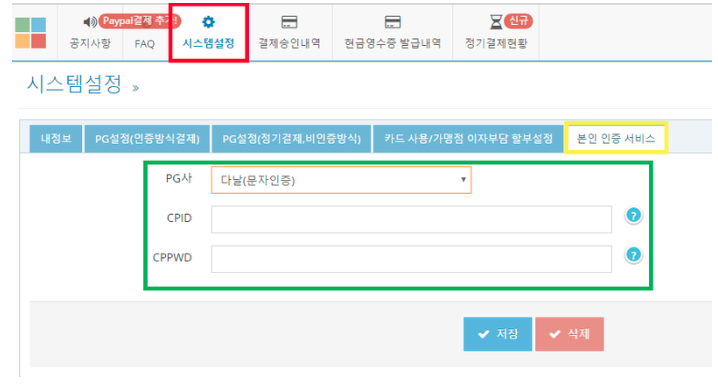 Paypal결제 추가! 신규
공지사항 FAQ 시스템설정 결제승인내역 현금영수증 발급내역 정기결제현황
시스템설정 »
내정보 PG설정(인증방식결제) PG설정(정기결제,비인증방식) 카드 사용/가맹점 이자부담 할부설정 본인 인증 서비스
PG사 다날(문자인증)
CPID ?
CPPWD ?
저장 삭제